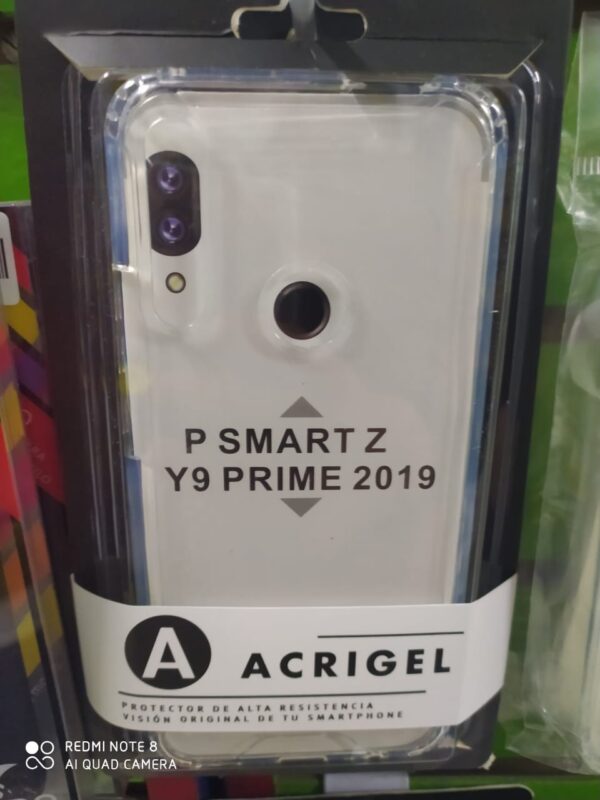 P SMART Z
Y9 PRIME 2019
A ACRIGEL
PROTECTOR DE ALTA RESISTENCIA
VISIÓN ORIGINAL DE TU SMARTPHONE
REDMI NOTE 8
AI QUAD CAMERA